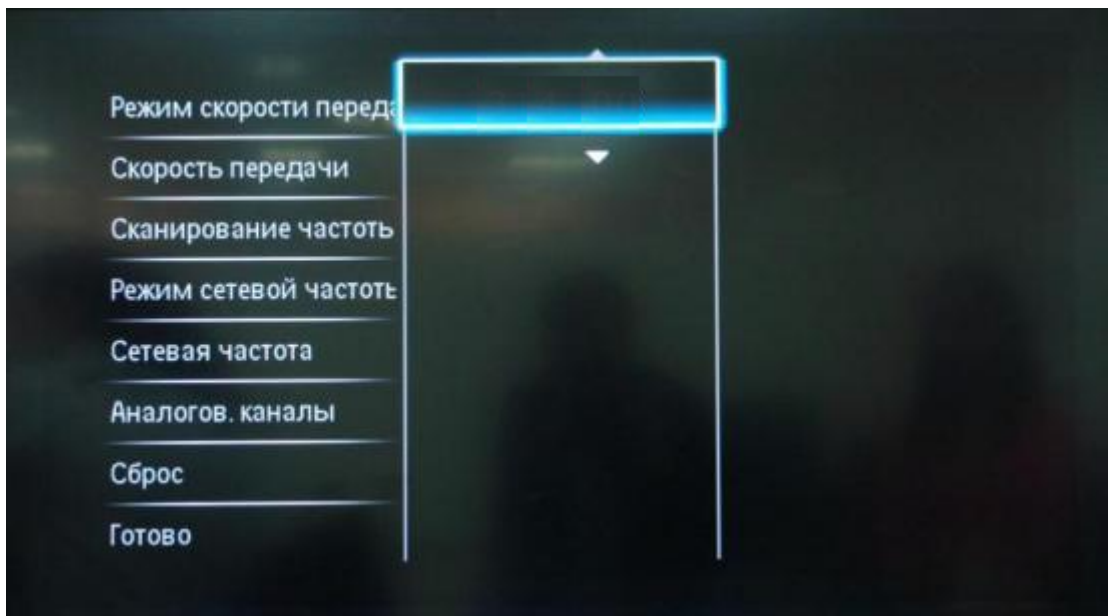 Режим скорости переда
Скорость передачи
Сканирование частоть
Режим сетевой частоть
Сетевая частота
Аналогов. каналы
Сброс
Готово